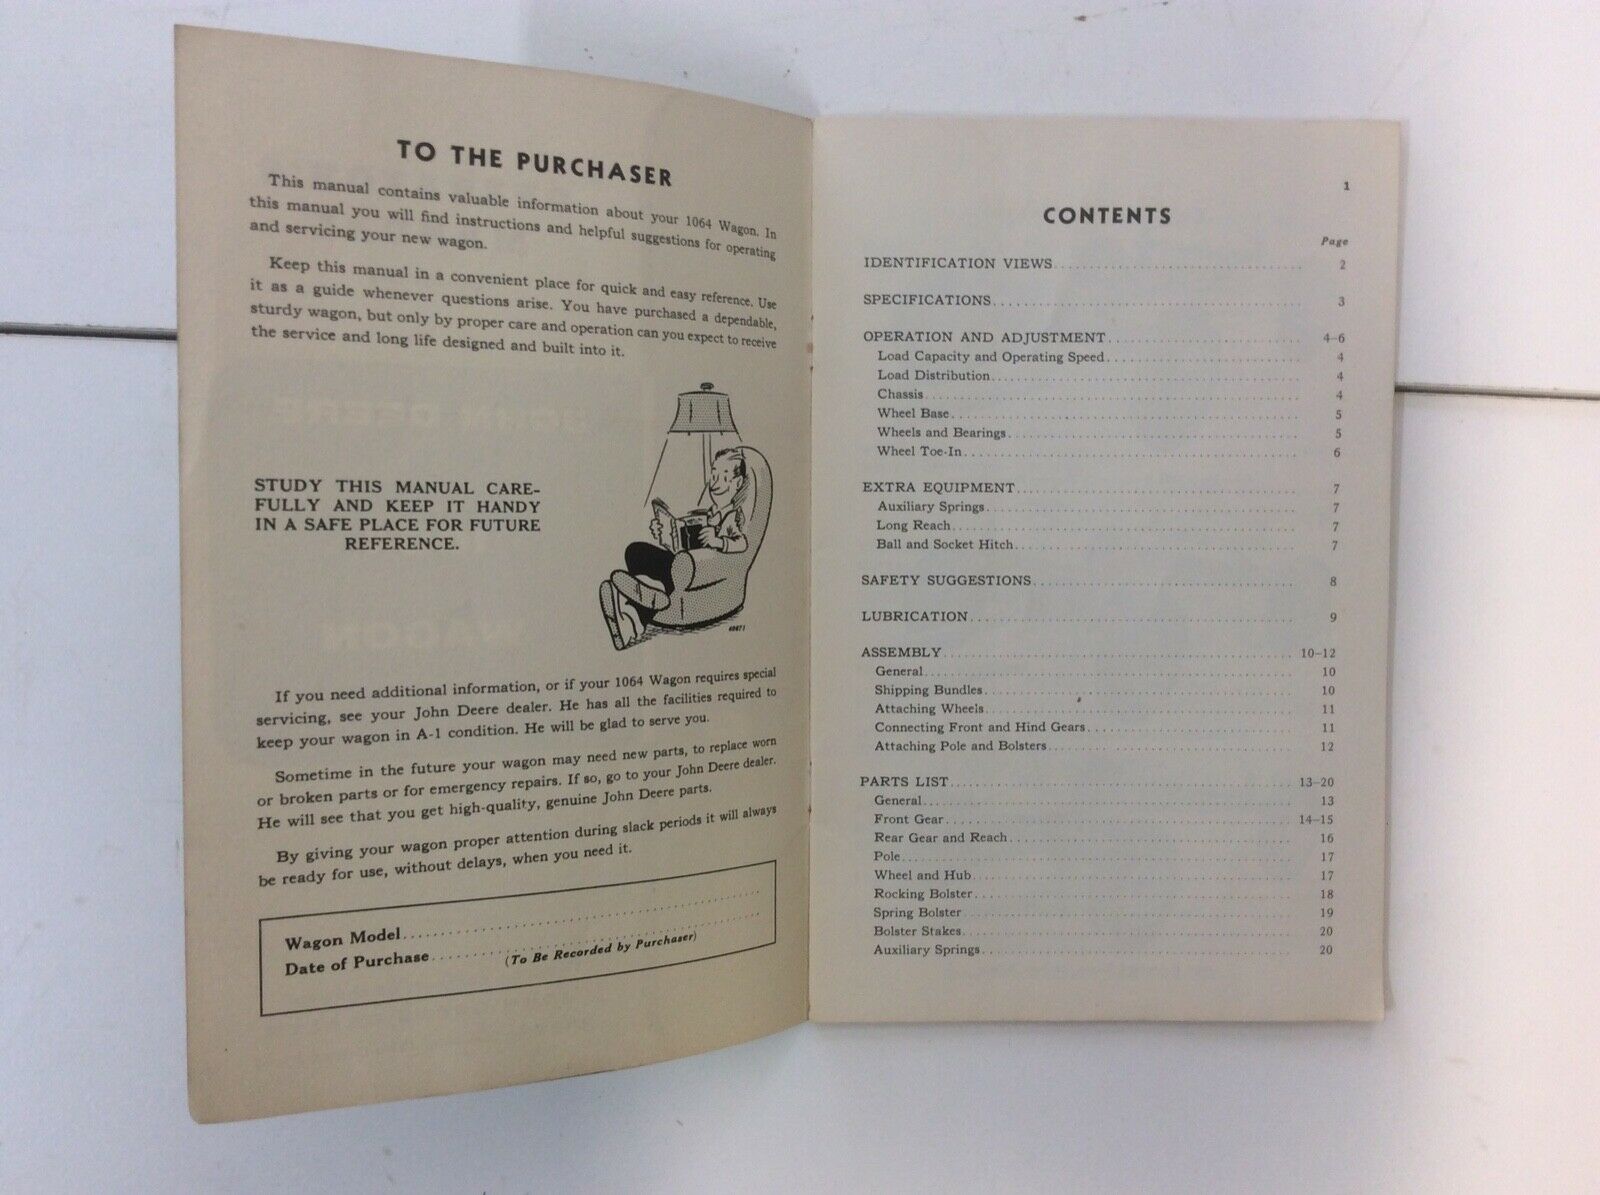 TO THE PURCHASER
This manual contains valuable information about your 1064 Wagon. In
this manual you will find instructions and helpful suggestions for operating
and servicing your new wagon.
Keep this manual in a convenient place for quick and easy reference. Use
it as a guide whenever questions arise. You have purchased a dependable,
sturdy wagon, but only by proper care and operation can you expect to receive
the service and long life designed and built into it.
STUDY THIS MANUAL CARE-
FULLY AND KEEP IT HANDY
IN A SAFE PLACE FOR FUTURE
REFERENCE.
If you need additional information, or if your 1064 Wagon requires special
servicing, see your John Deere dealer. He has all the facilities required to
keep your wagon in A-1 condition. He will be glad to serve you.
Sometime in the future your wagon may need new parts, to replace worn
or broken parts or for emergency repairs. If so, go to your John Deere dealer.
He will see that you get high-quality, genuine John Deere parts.
By giving your wagon proper attention during slack periods it will always
be ready for use, without delays, when you need it.
Wagon Model
Date of Purchase
(To Be Recorded by Purchaser)
1
CONTENTS
Page
IDENTIFICATION VIEWS 2
SPECIFICATIONS 3
OPERATION AND ADJUSTMENT 4–6
Load Capacity and Operating Speed 4
Load Distribution 4
Chassis 4
Wheel Base 5
Wheels and Bearings 5
Wheel Toe-In 6
EXTRA EQUIPMENT 7
Auxiliary Springs 7
Long Reach 7
Ball and Socket Hitch 7
SAFETY SUGGESTIONS 8
LUBRICATION 9
ASSEMBLY 10–12
General 10
Shipping Bundles 10
Attaching Wheels 11
Connecting Front and Hind Gears 11
Attaching Pole and Bolsters 12
PARTS LIST 13–20
General 13
Front Gear 14–15
Rear Gear and Reach 16
Pole 17
Wheel and Hub 17
Rocking Bolster 18
Spring Bolster 19
Bolster Stakes 20
Auxiliary Springs 20